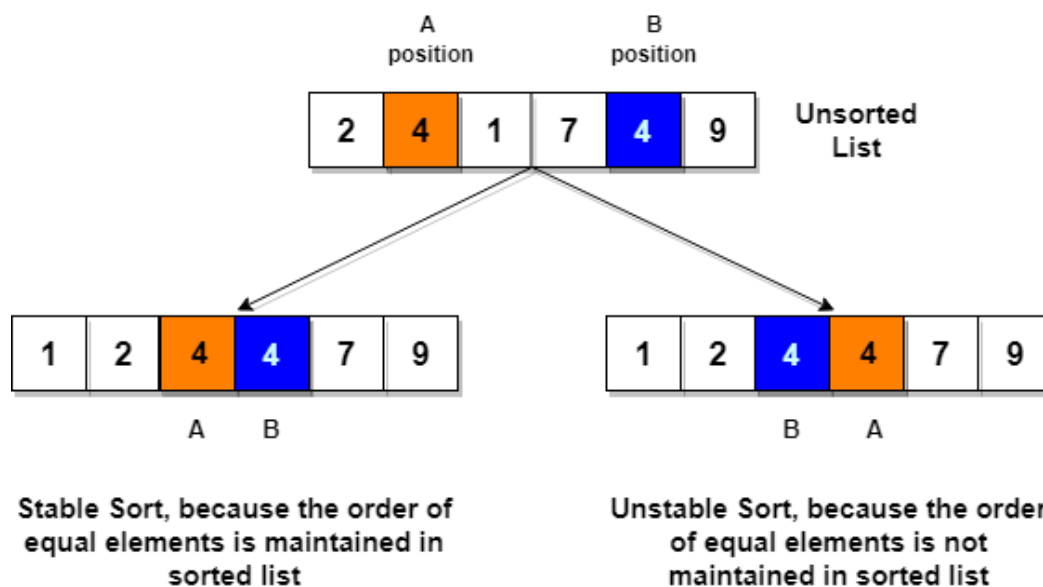 A B
position position
2 4 1 7 4 9
Unsorted
List
1 2 4 4 7 9
A B
1 2 4 4 7 9
B A
Stable Sort, because the order of
equal elements is maintained in
sorted list
Unstable Sort, because the order
of equal elements is not
maintained in sorted list